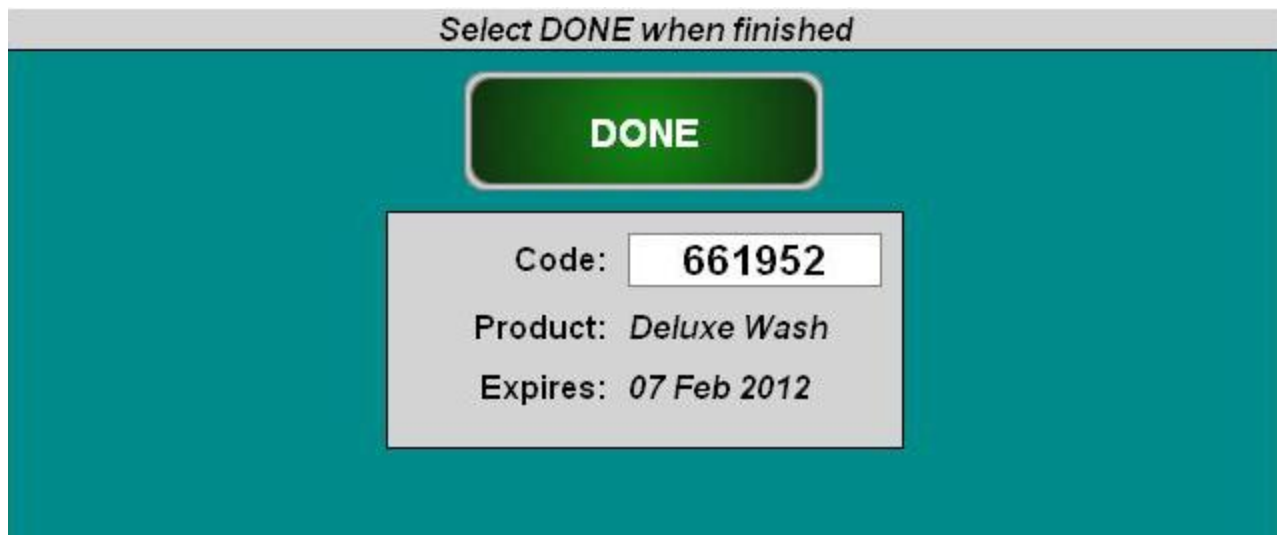 Select DONE when finished
DONE
Code: 661952
Product: Deluxe Wash
Expires: 07 Feb 2012